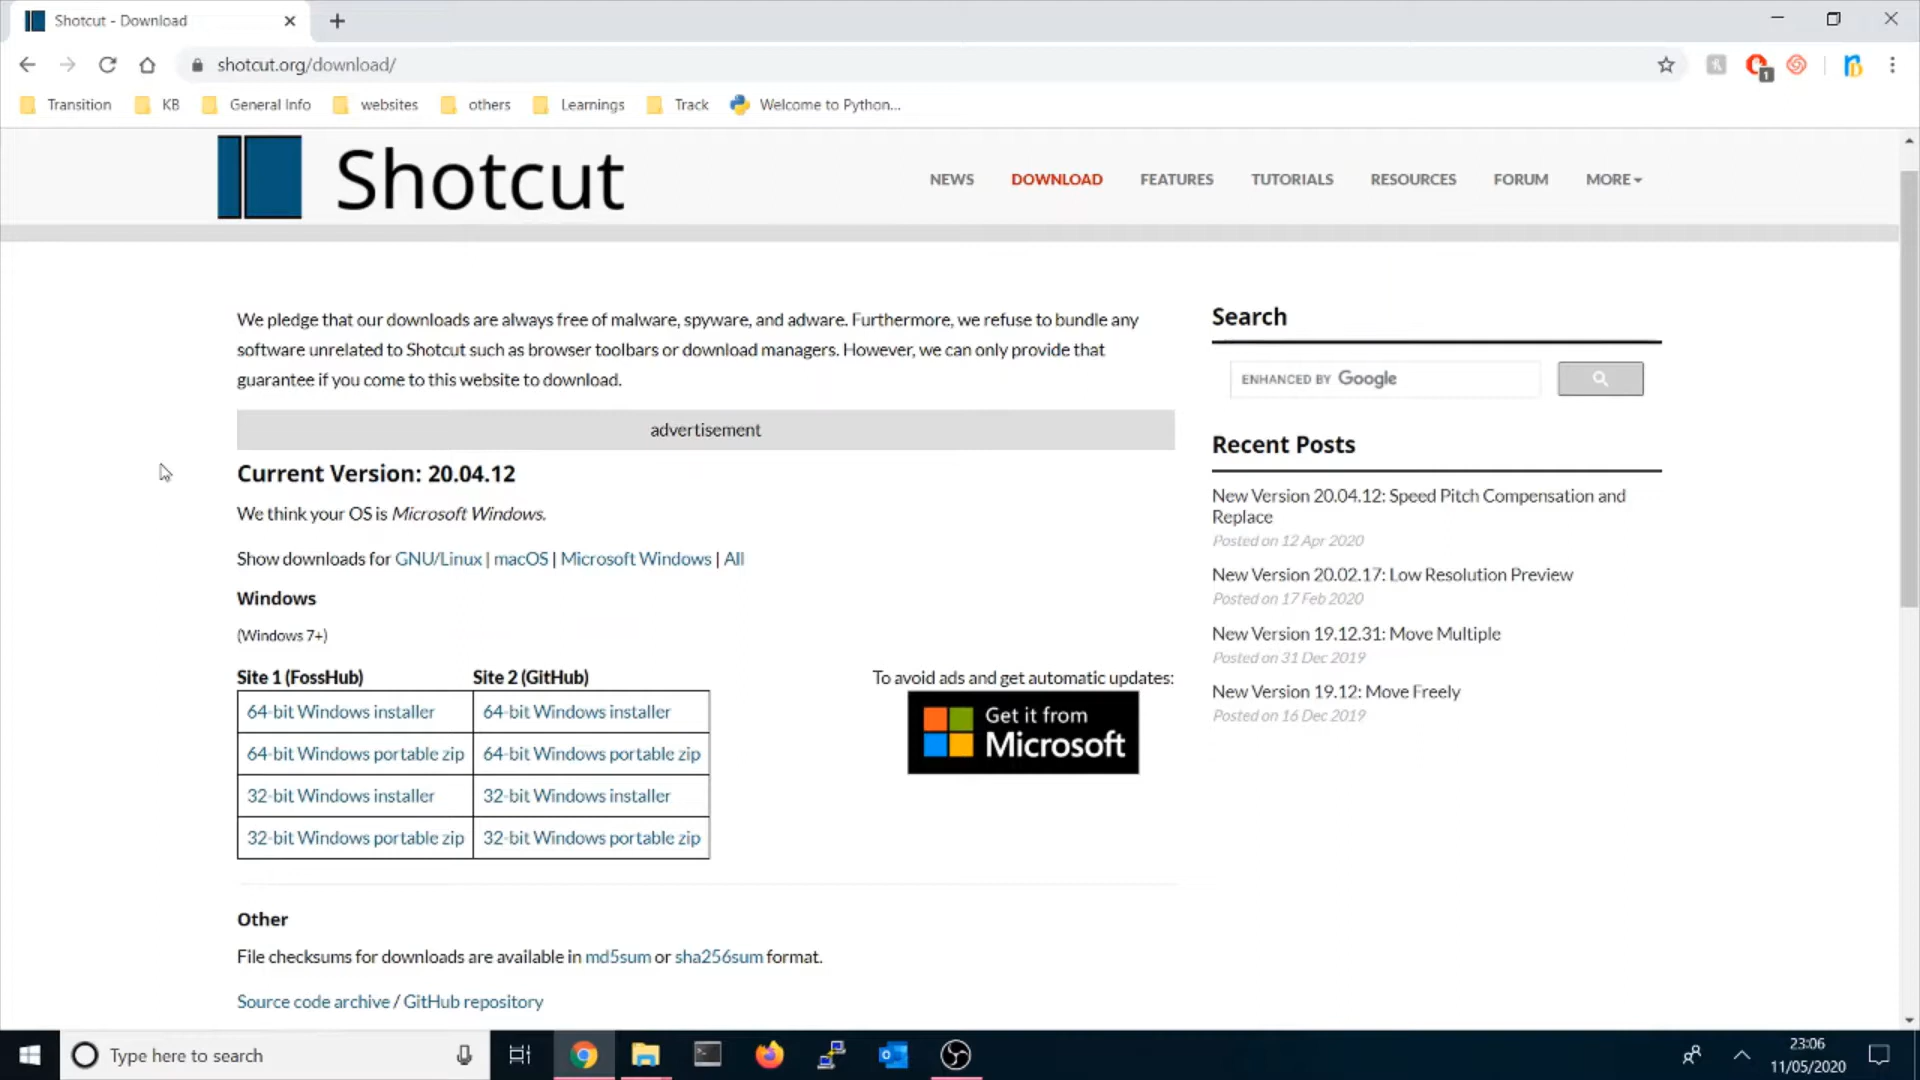 Shotcut - Download
shotcut.org/download/
Transition KB General Info websites others Learnings Track Welcome to Python...
Shotcut
NEWS DOWNLOAD FEATURES TUTORIALS RESOURCES FORUM MORE
We pledge that our downloads are always free of malware, spyware, and adware. Furthermore, we refuse to bundle any
software unrelated to Shotcut such as browser toolbars or download managers. However, we can only provide that
guarantee if you come to this website to download.
advertisement
Current Version: 20.04.12
We think your OS is Microsoft Windows.
Show downloads for GNU/Linux | macOS | Microsoft Windows | All
Windows
(Windows 7+)
Site 1 (FossHub) Site 2 (GitHub)
64-bit Windows installer 64-bit Windows installer
64-bit Windows portable zip 64-bit Windows portable zip
32-bit Windows installer 32-bit Windows installer
32-bit Windows portable zip 32-bit Windows portable zip
To avoid ads and get automatic updates:
Get it from
Microsoft
Other
File checksums for downloads are available in md5sum or sha256sum format.
Source code archive / GitHub repository
Search
ENHANCED BY Google
Recent Posts
New Version 20.04.12: Speed Pitch Compensation and
Replace
Posted on 12 Apr 2020
New Version 20.02.17: Low Resolution Preview
Posted on 17 Feb 2020
New Version 19.12.31: Move Multiple
Posted on 31 Dec 2019
New Version 19.12: Move Freely
Posted on 16 Dec 2019
Type here to search
23:06
11/05/2020